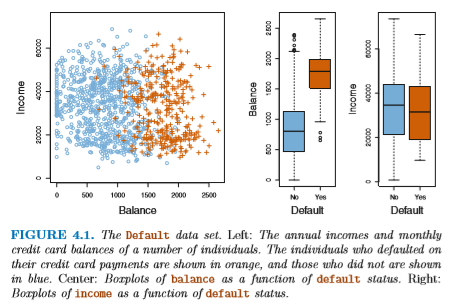 Income
0
20000
40000
60000
0 500 1000 1500 2000 2500
Balance
Balance
0
500
1000
1500
2000
2500
No Yes
Default
Income
0
20000
40000
60000
No Yes
Default
FIGURE 4.1. The Default data set. Left: The annual incomes and monthly
credit card balances of a number of individuals. The individuals who defaulted on
their credit card payments are shown in orange, and those who did not are shown
in blue. Center: Boxplots of balance as a function of default status. Right:
Boxplots of income as a function of default status.